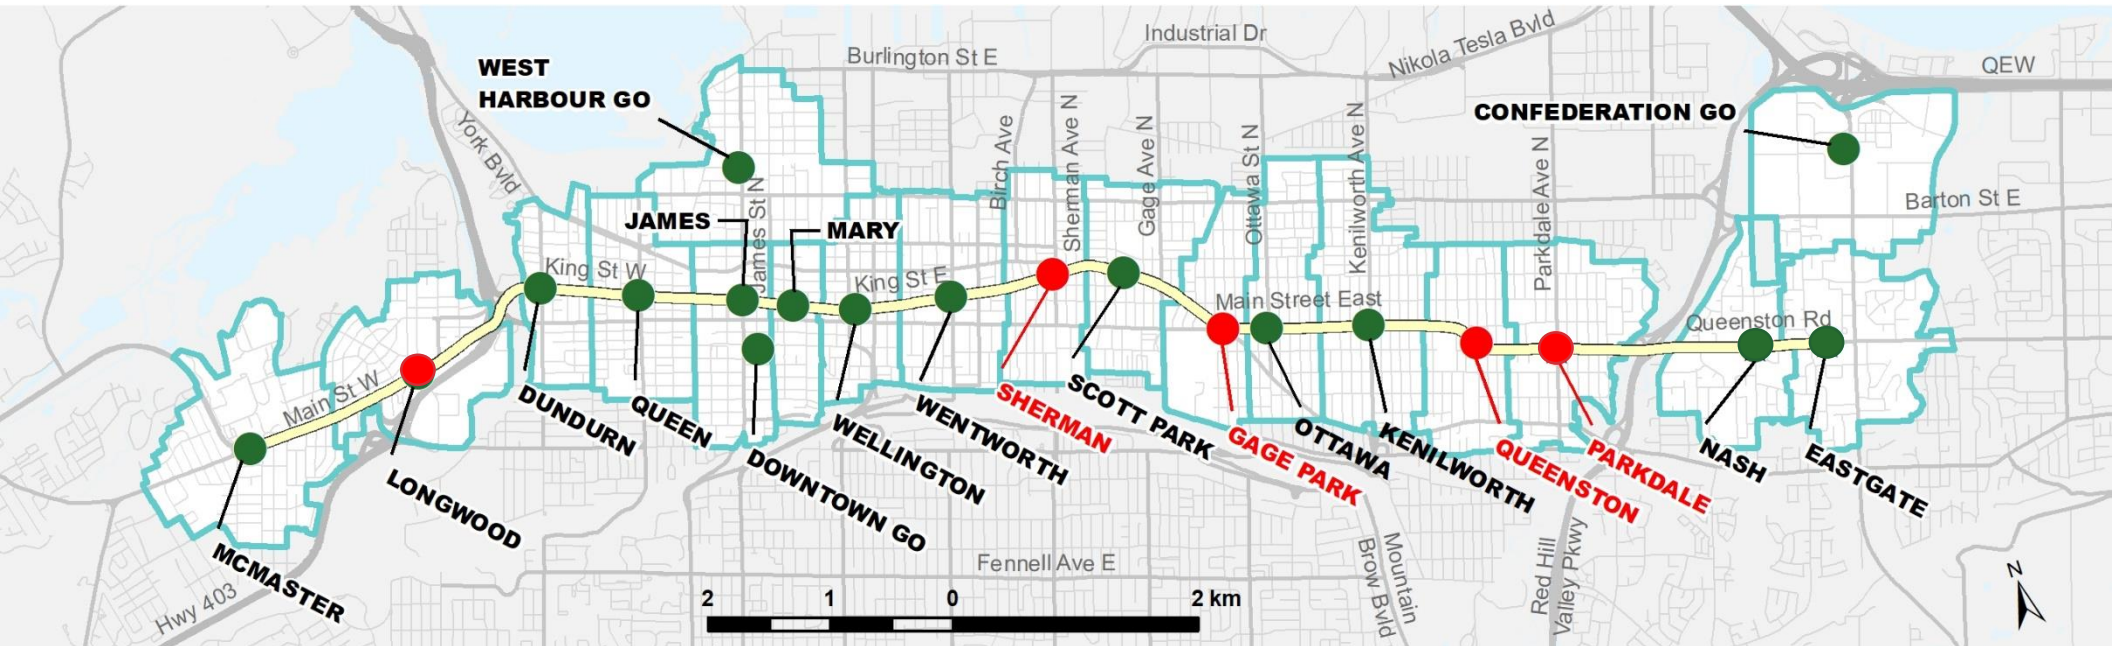 Industrial Dr
Nikola Tesla Bvld
Burlington St E
QEW
WEST
HARBOUR GO
CONFEDERATION GO
York Bvld
Birch Ave
Sherman Ave N
Gage Ave N
Ottawa St N
Kenilworth Ave N
Parkdale Ave N
James St N
Barton St E
JAMES
MARY
King St W
King St E
Main Street East
Queenston Rd
Main St W
MCMASTER
LONGWOOD
DUNDURN
QUEEN
DOWNTOWN GO
WELLINGTON
WENTWORTH
SHERMAN
SCOTT PARK
GAGE PARK
OTTAWA
KENILWORTH
QUEENSTON
PARKDALE
NASH
EASTGATE
Hwy 403
Fennell Ave E
Mountain
Brow Bvld
Red Hill
Valley Pkwy
2 1 0 2 km
N